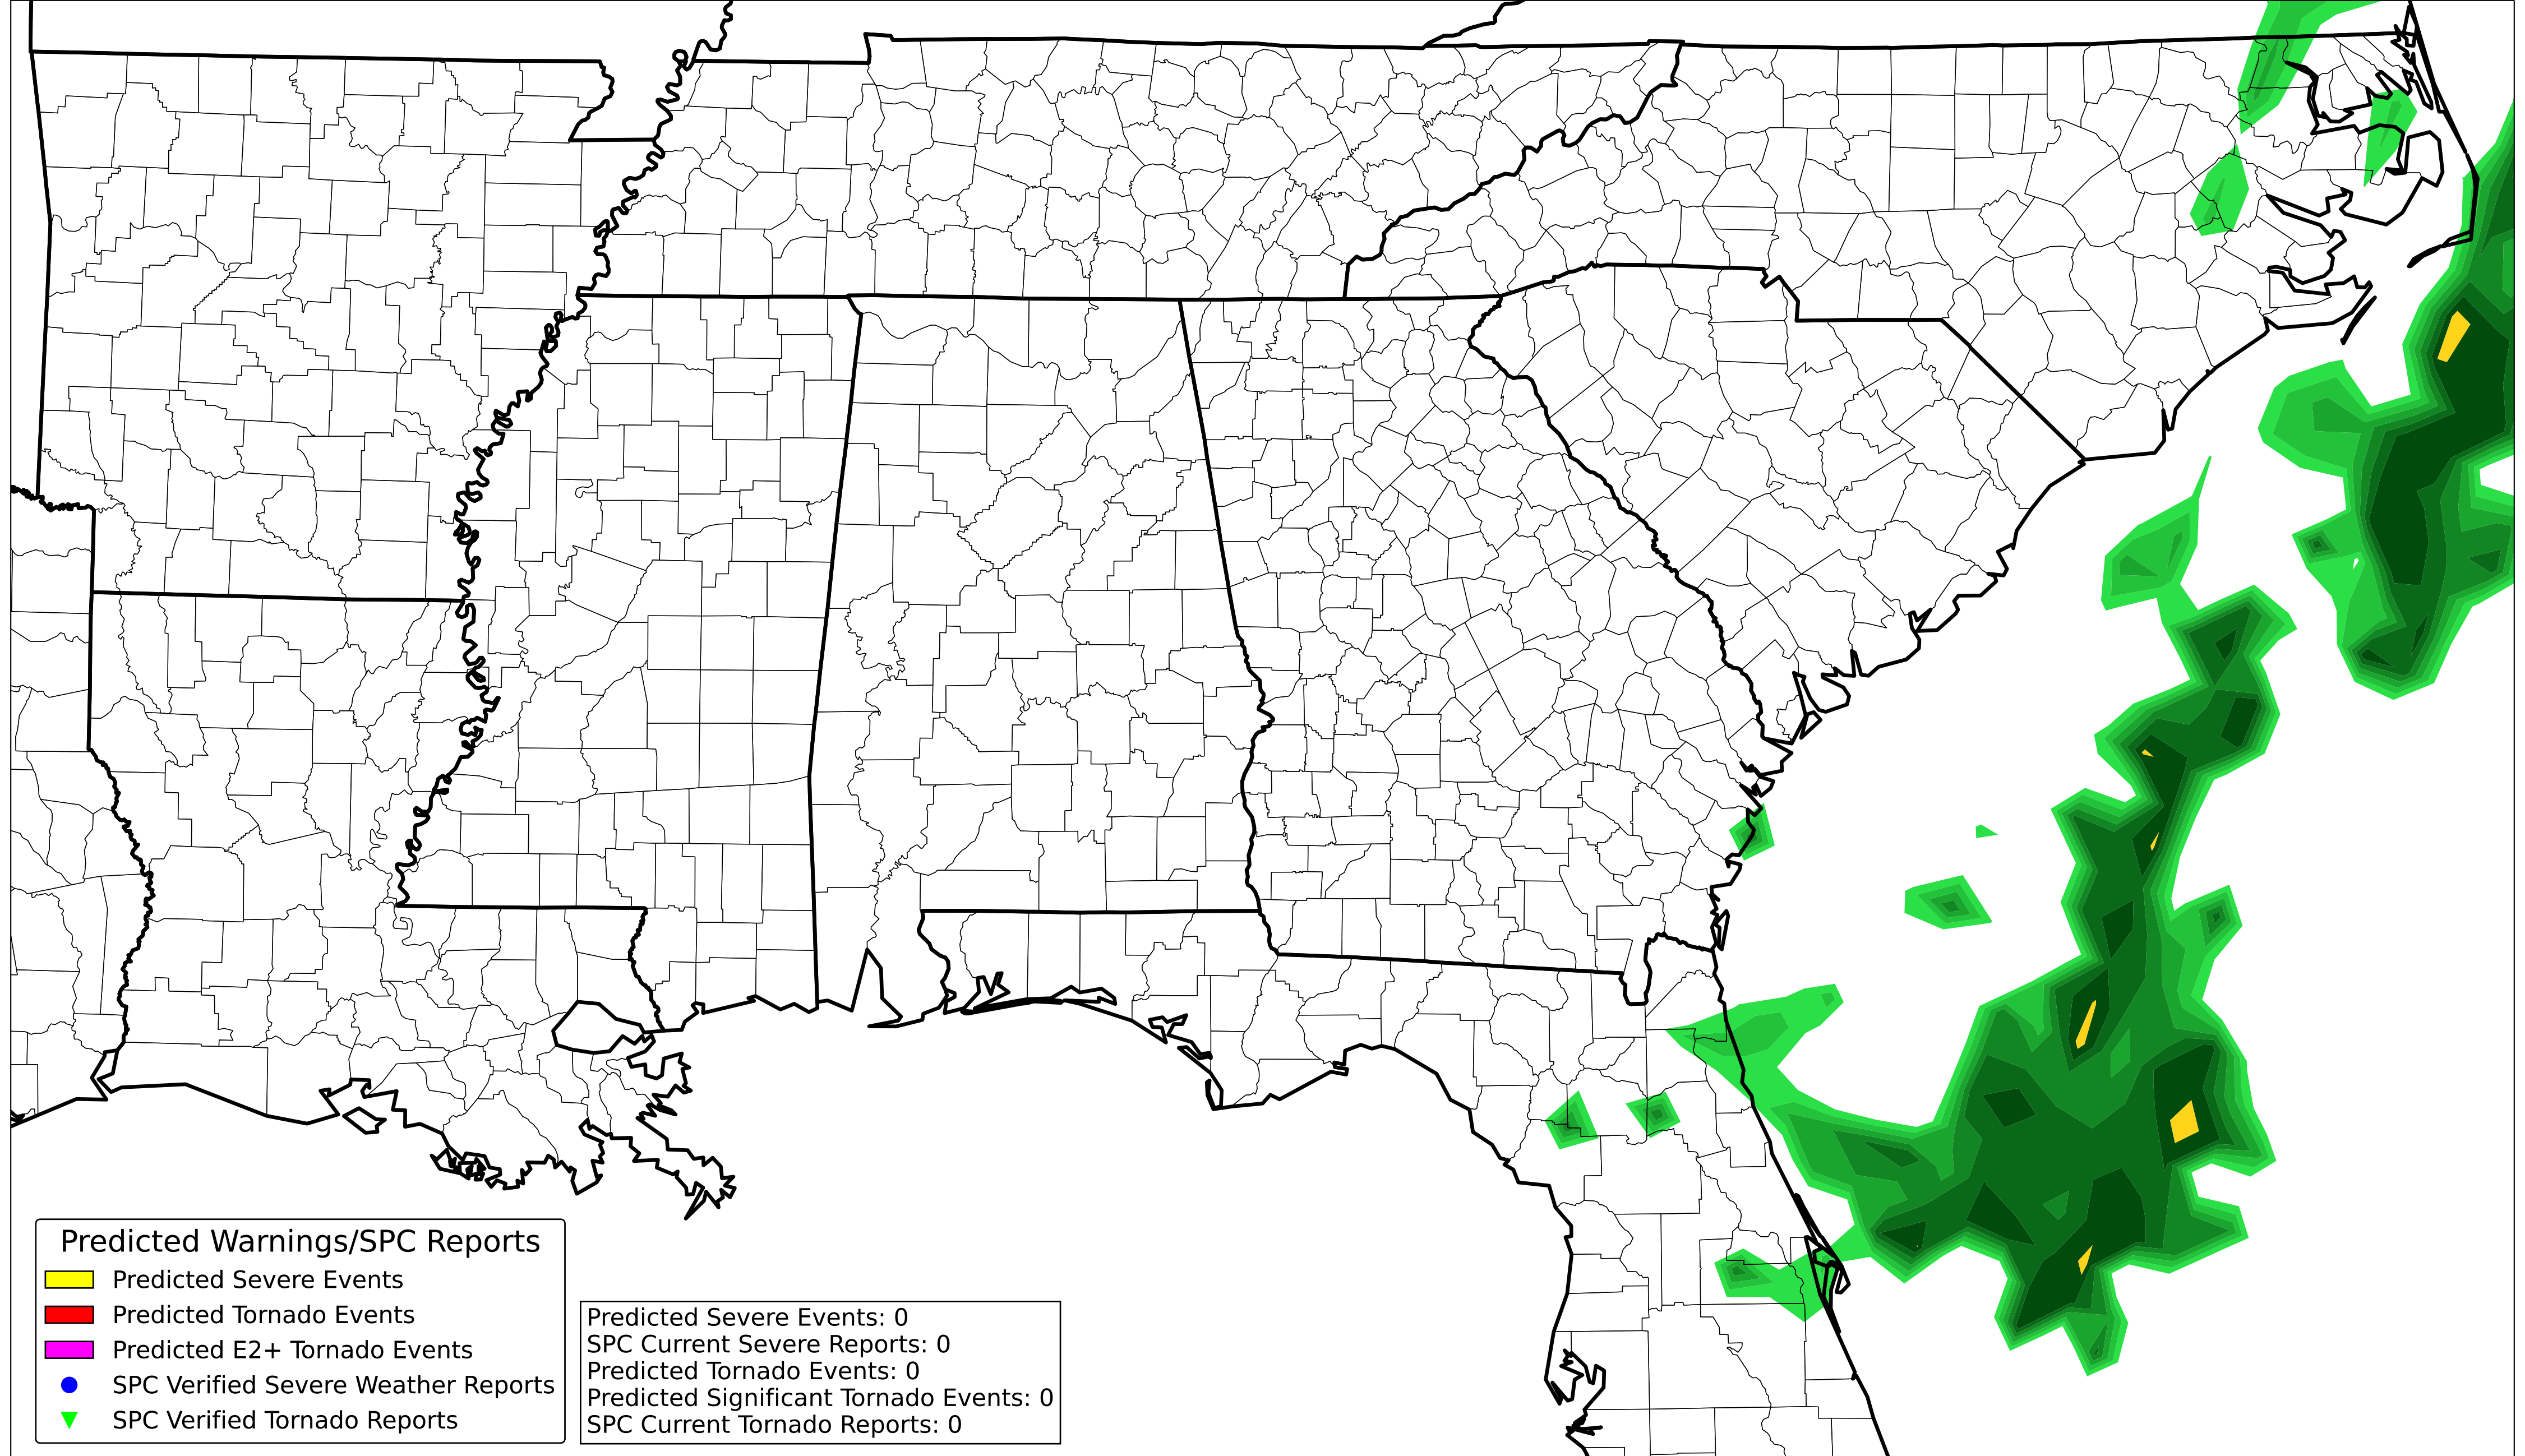 Predicted Warnings/SPC Reports
Predicted Severe Events
Predicted Tornado Events
Predicted E2+ Tornado Events
SPC Verified Severe Weather Reports
SPC Verified Tornado Reports
Predicted Severe Events: 0
SPC Current Severe Reports: 0
Predicted Tornado Events: 0
Predicted Significant Tornado Events: 0
SPC Current Tornado Reports: 0